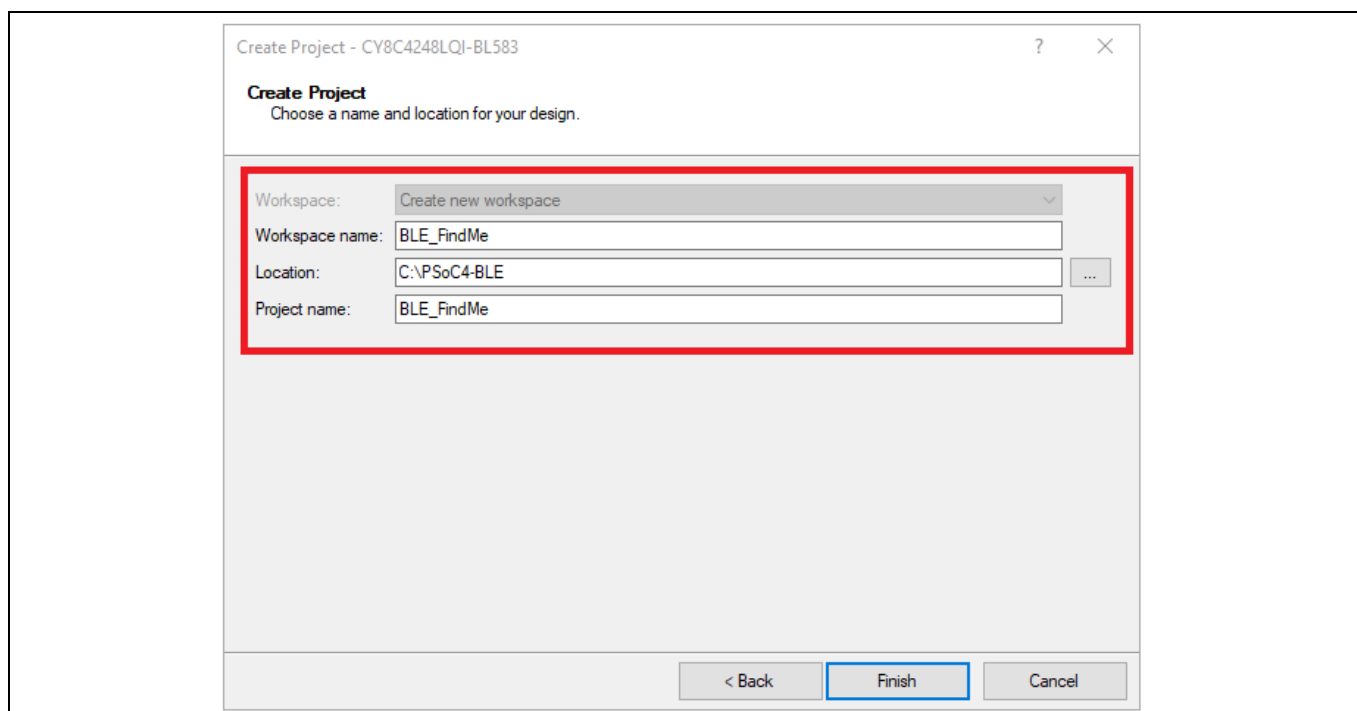 Create Project - CY8C4248LQI-BL583 ?
Create Project
Choose a name and location for your design.
Workspace: Create new workspace
Workspace name: BLE_FindMe
Location: C:\PSoC4-BLE ...
Project name: BLE_FindMe
< Back Finish Cancel